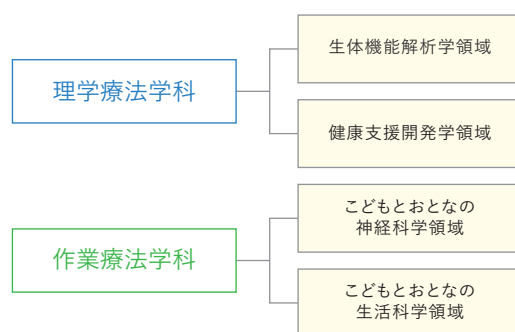 理学療法学科
生体機能解析学領域
健康支援開発学領域
作業療法学科
こどもとおとなの
神経科学領域
こどもとおとなの
生活科学領域